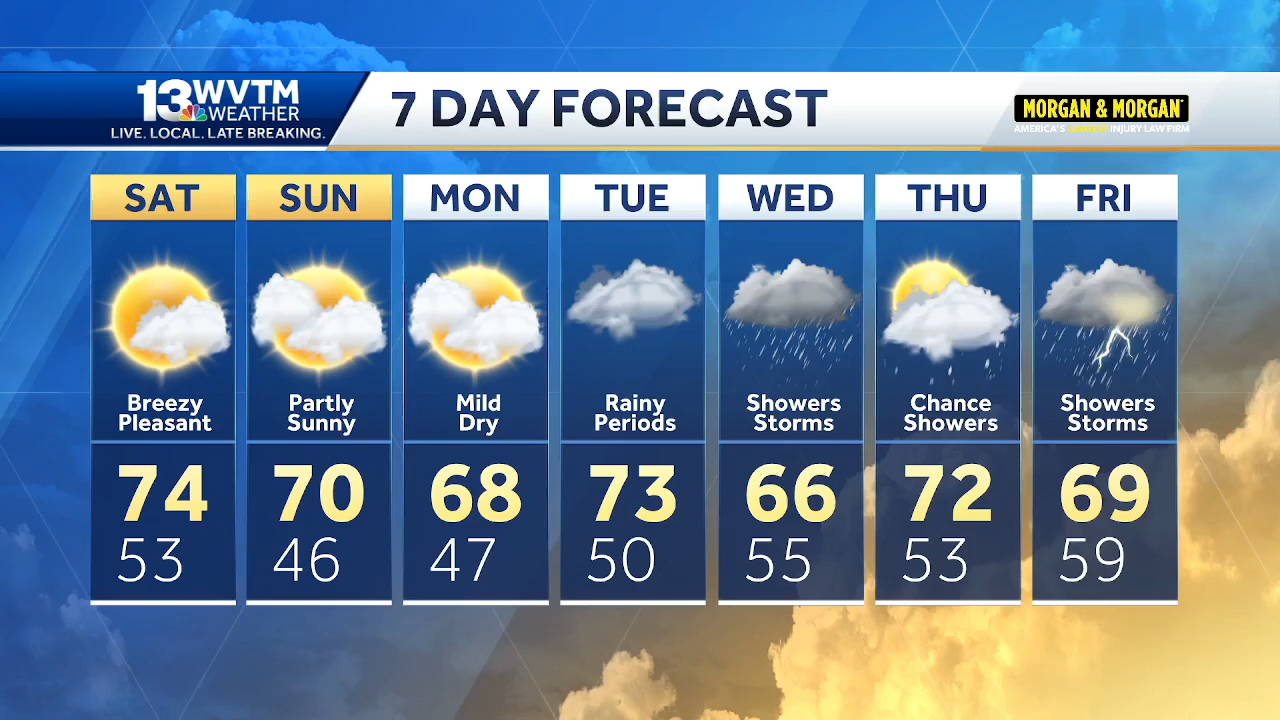 13 WVTM
WEATHER
LIVE. LOCAL. LATE BREAKING.
7 DAY FORECAST
MORGAN & MORGAN
AMERICA'S LARGEST INJURY LAW FIRM
SAT
SUN
MON
TUE
WED
THU
FRI
Breezy
Pleasant
Partly
Sunny
Mild
Dry
Rainy
Periods
Showers
Storms
Chance
Showers
Showers
Storms
74
70
68
73
66
72
69
53
46
47
50
55
53
59